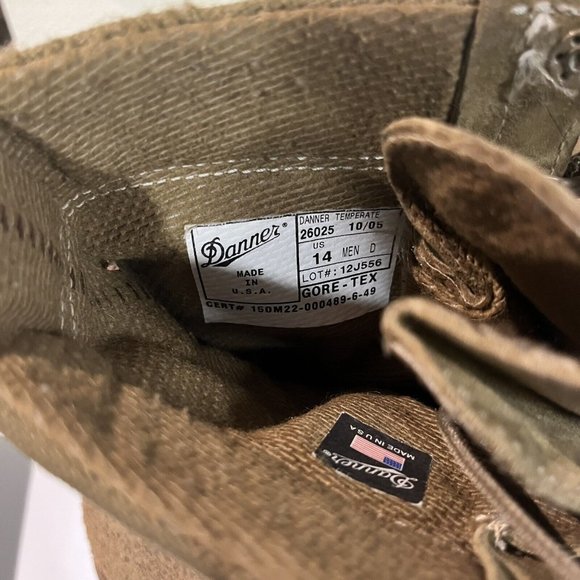 Danner®
MADE
IN
U.S.A.
DANNER TEMPERATE
26025 10/05
US
14 MEN D
LOT#: 12J556
GORE-TEX
CERT# 160M22-000489-6-49
MADE IN USA
Danner®